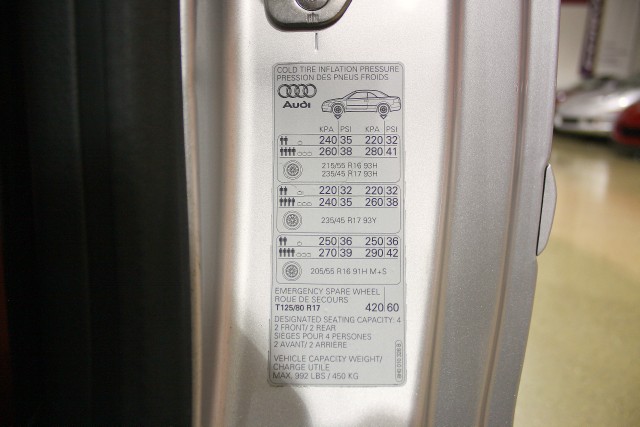 COLD TIRE INFLATION PRESSURE
PRESSION DES PNEUS FROIDS
Audi
KPA PSI KPA PSI
240 35 220 32
260 38 280 41
215/55 R16 93H
235/45 R17 93H
220 32 220 32
240 35 260 38
235/45 R17 93Y
250 36 250 36
270 39 290 42
205/55 R16 91H M+S
EMERGENCY SPARE WHEEL
ROUE DE SECOURS
T125/80 R17 420 60
DESIGNATED SEATING CAPACITY: 4
2 FRONT/ 2 REAR
SIÈGES POUR 4 PERSONNES
2 AVANT/ 2 ARRIÈRE
VEHICLE CAPACITY WEIGHT/
CHARGE UTILE
MAX. 992 LBS / 450 KG